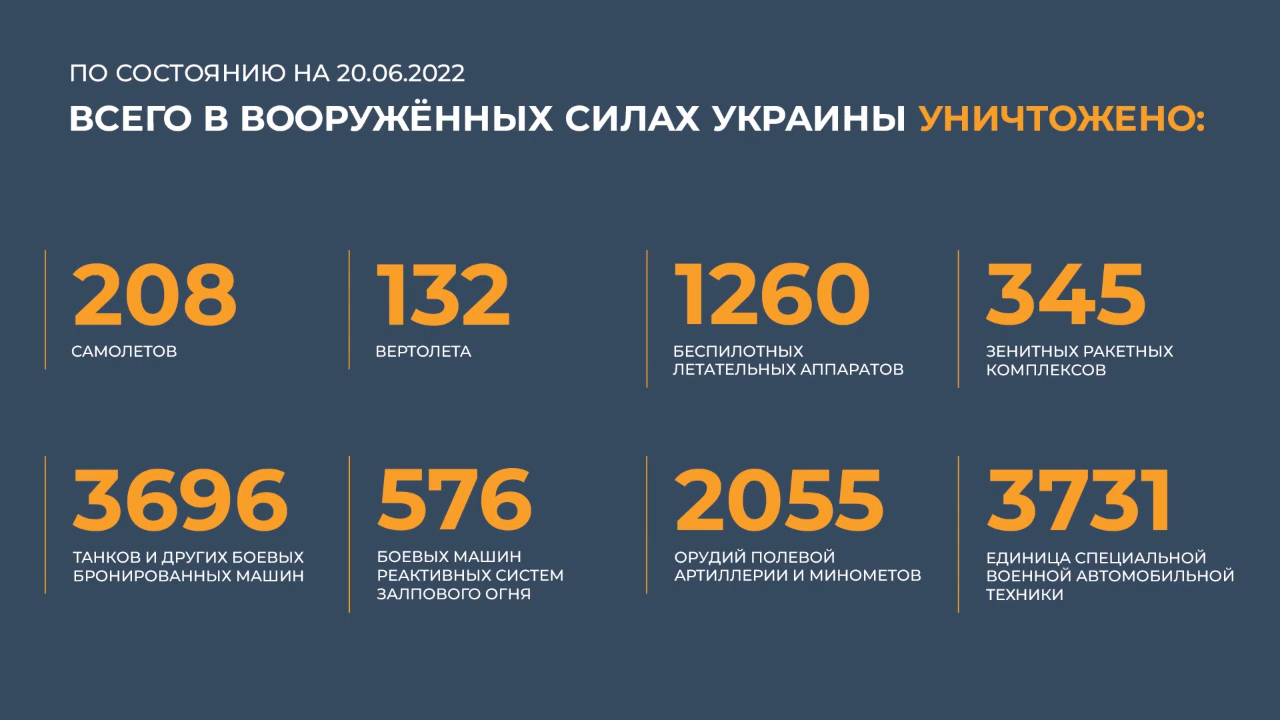 ПО СОСТОЯНИЮ НА 20.06.2022
ВСЕГО В ВООРУЖЁННЫХ СИЛАХ УКРАИНЫ УНИЧТОЖЕНО:
208
САМОЛЕТОВ
132
ВЕРТОЛЕТА
1260
БЕСПИЛОТНЫХ
ЛЕТАТЕЛЬНЫХ АППАРАТОВ
345
ЗЕНИТНЫХ РАКЕТНЫХ
КОМПЛЕКСОВ
3696
ТАНКОВ И ДРУГИХ БОЕВЫХ
БРОНИРОВАННЫХ МАШИН
576
БОЕВЫХ МАШИН
РЕАКТИВНЫХ СИСТЕМ
ЗАЛПОВОГО ОГНЯ
2055
ОРУДИЙ ПОЛЕВОЙ
АРТИЛЛЕРИИ И МИНОМЕТОВ
3731
ЕДИНИЦА СПЕЦИАЛЬНОЙ
ВОЕННОЙ АВТОМОБИЛЬНОЙ
ТЕХНИКИ